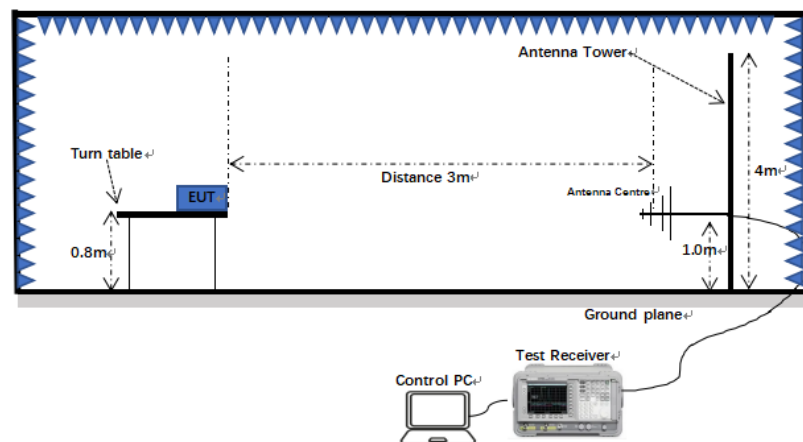 Antenna Tower
Turn table
Distance 3m
4m
EUT
Antenna Centre
0.8m
1.0m
Ground plane
Test Receiver
Control PC